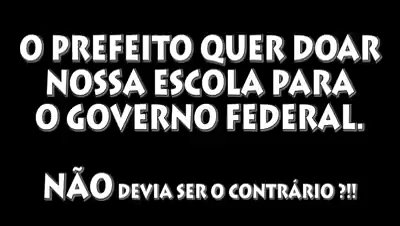 O PREFEITO QUER DOAR
NOSSA ESCOLA PARA
O GOVERNO FEDERAL.
NÃO DEVIA SER O CONTRÁRIO ?!!